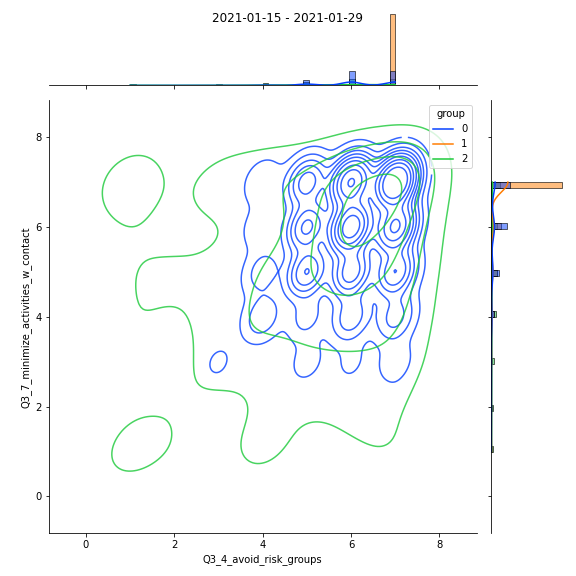 2021-01-15 - 2021-01-29
group
0
1
2
8
6
4
2
0
Q3_7_minimize_activities_w_contact
0 2 4 6 8
Q3_4_avoid_risk_groups